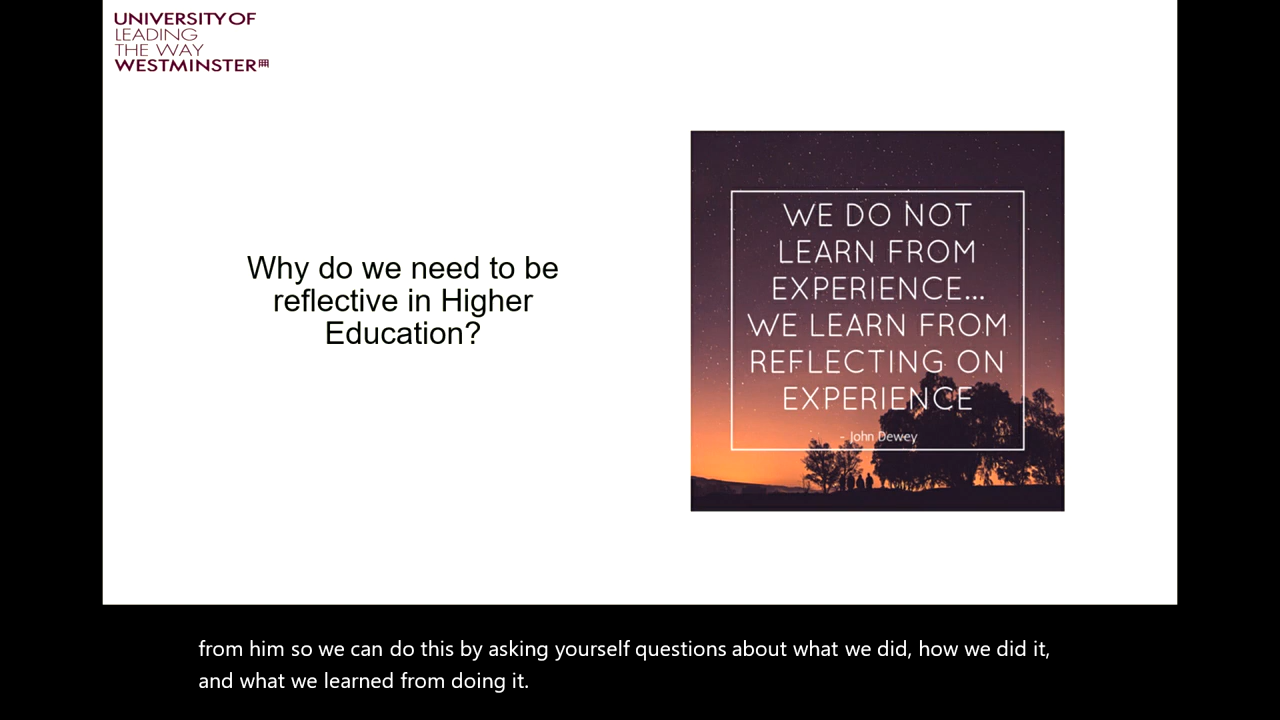 UNIVERSITY OF
LEADING
THE WAY
WESTMINSTER
Why do we need to be
reflective in Higher
Education?
WE DO NOT
LEARN FROM
EXPERIENCE...
WE LEARN FROM
REFLECTING ON
EXPERIENCE
- John Dewey
from him so we can do this by asking yourself questions about what we did, how we did it,
and what we learned from doing it.